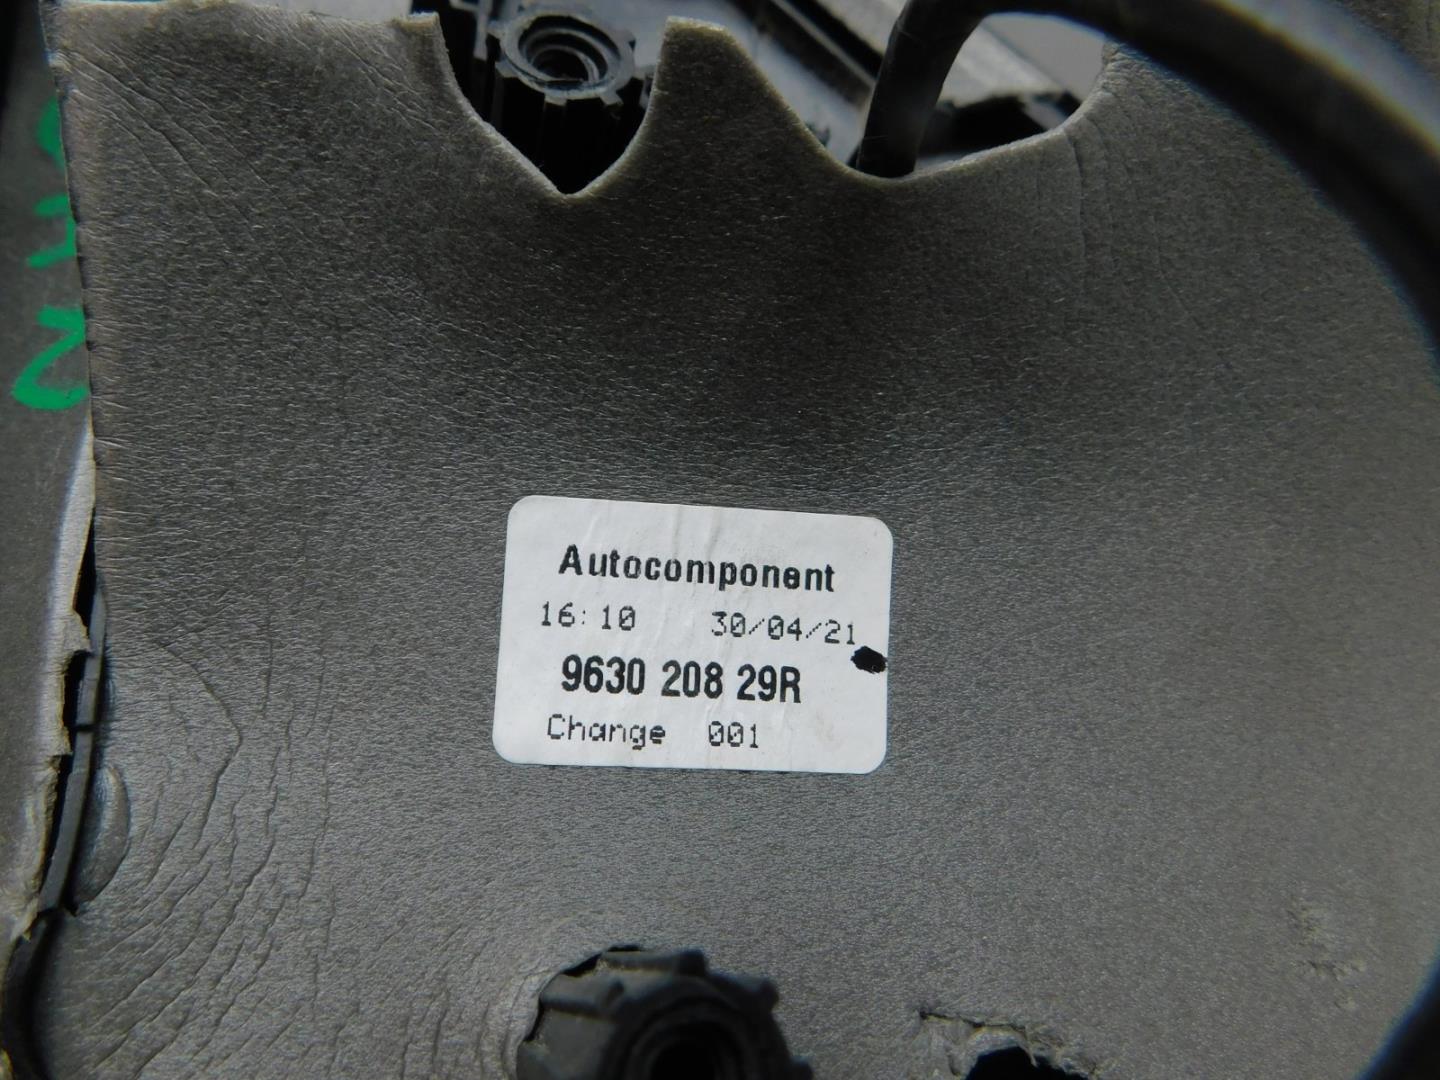 Autocomponent
16:10 30/04/21
9630 208 29R
Change 001